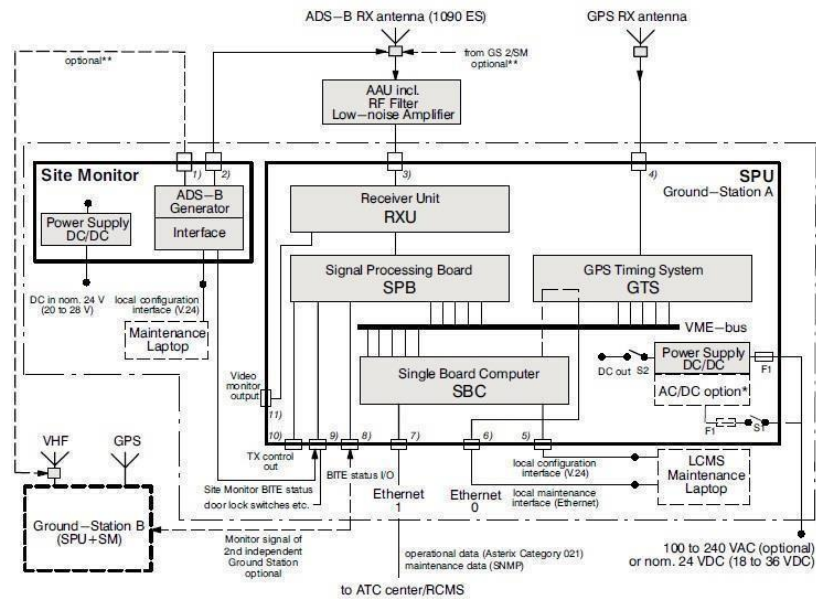 ADS-B RX antenna (1090 ES)
GPS RX antenna
optional**
from GS 2/SM
optional**
AAU incl.
RF Filter
Low-noise Amplifier
Site Monitor
1)
2)
3)
4)
SPU
Ground-Station A
ADS-B
Generator
Interface
Power Supply
DC/DC
Receiver Unit
RXU
Signal Processing Board
SPB
GPS Timing System
GTS
DC in nom. 24 V
(20 to 28 V)
local configuration
interface (V.24)
Maintenance
Laptop
VME-bus
Single Board Computer
SBC
DC out
S2
Power Supply
DC/DC
F1
AC/DC option*
F1
S1
Video
monitor
output
11)
10)
9)
8)
7)
6)
5)
TX control
out
BITE status I/O
VHF
GPS
Site Monitor BITE status
door lock switches etc.
Ethernet
1
Ethernet
0
local configuration
interface (V.24)
local maintenance
interface (Ethernet)
LCMS
Maintenance
Laptop
Ground-Station B
(SPU+SM)
Monitor signal of
2nd independent
Ground Station
optional
operational data (Asterix Category 021)
maintenance data (SNMP)
100 to 240 VAC (optional)
or nom. 24 VDC (18 to 36 VDC)
to ATC center/RCMS